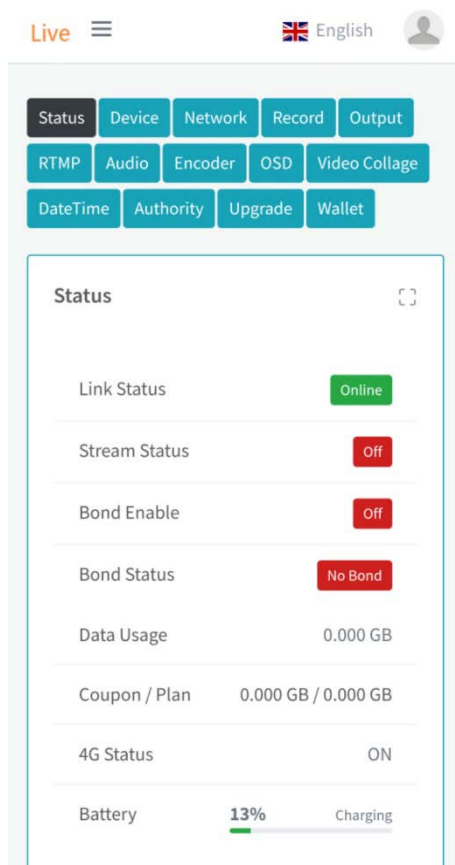 Live English
Status Device Network Record Output
RTMP Audio Encoder OSD Video Collage
DateTime Authority Upgrade Wallet
Status
Link Status Online
Stream Status Off
Bond Enable Off
Bond Status No Bond
Data Usage 0.000 GB
Coupon / Plan 0.000 GB / 0.000 GB
4G Status ON
Battery 13% Charging